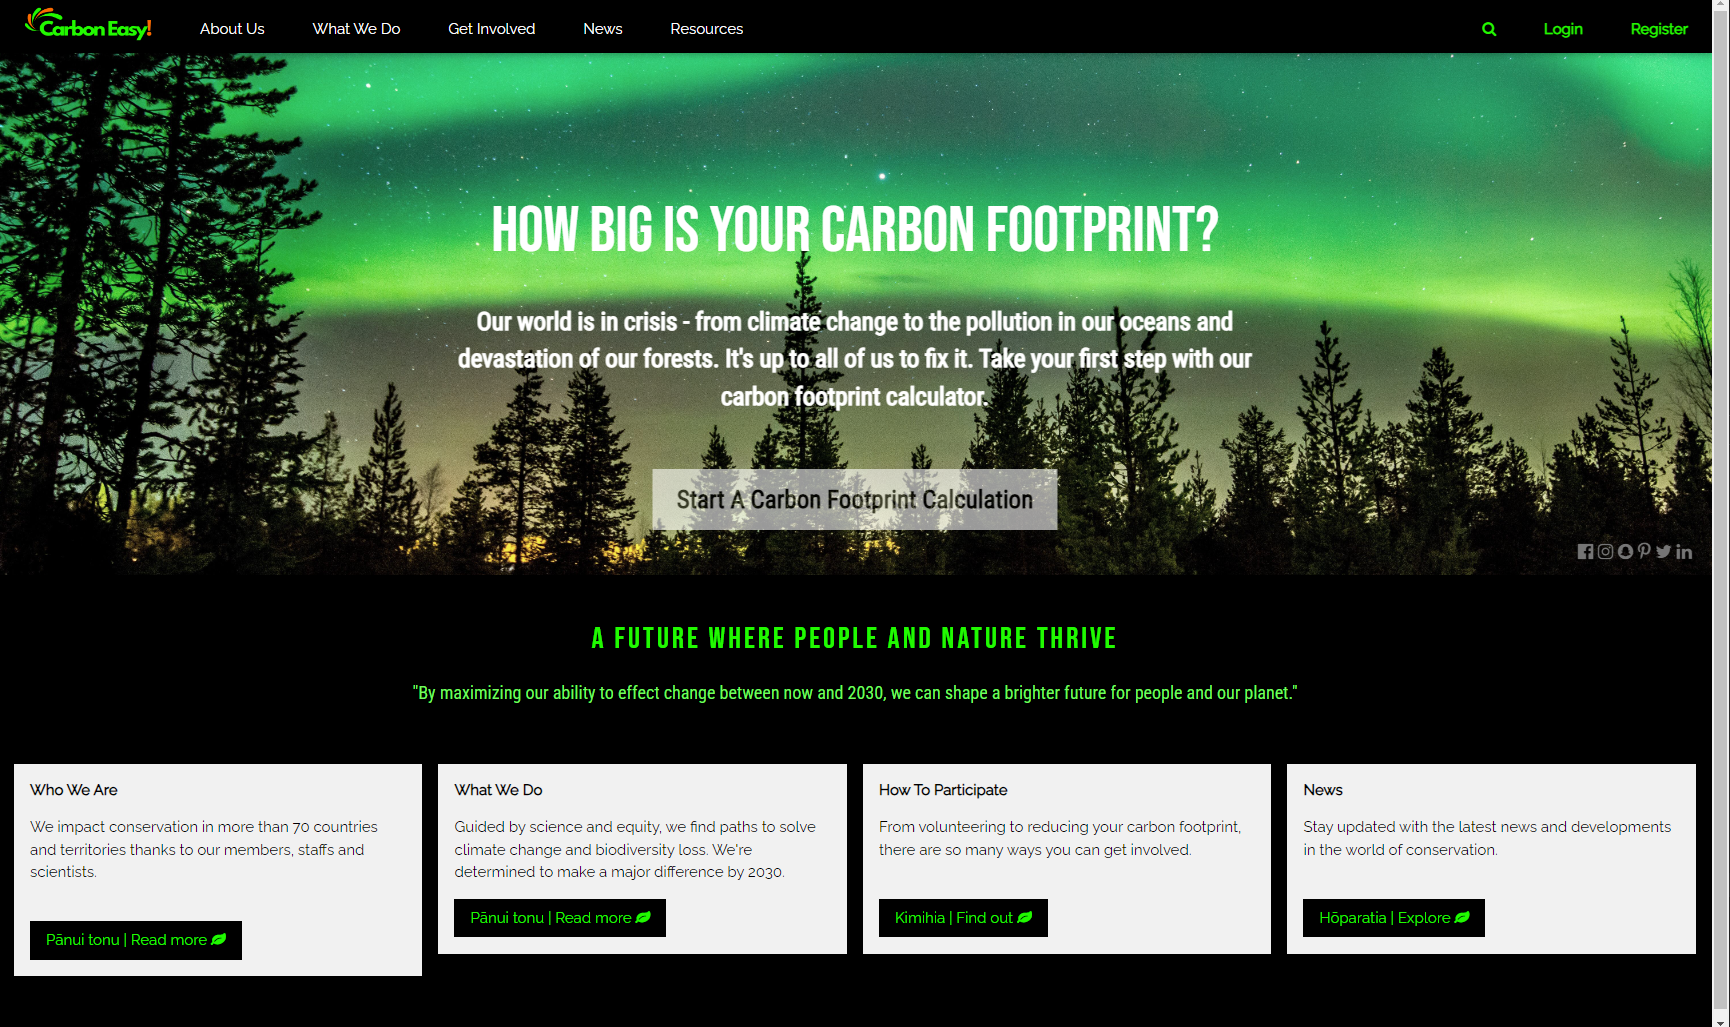 Carbon Easy!
About Us
What We Do
Get Involved
News
Resources
Login
Register
HOW BIG IS YOUR CARBON FOOTPRINT?
Our world is in crisis - from climate change to the pollution in our oceans and
devastation of our forests. It's up to all of us to fix it. Take your first step with our
carbon footprint calculator.
Start A Carbon Footprint Calculation
A FUTURE WHERE PEOPLE AND NATURE THRIVE
"By maximizing our ability to effect change between now and 2030, we can shape a brighter future for people and our planet."
Who We Are
We impact conservation in more than 70 countries
and territories thanks to our members, staffs and
scientists.
Pānui tonu | Read more
What We Do
Guided by science and equity, we find paths to solve
climate change and biodiversity loss. We're
determined to make a major difference by 2030.
Pānui tonu | Read more
How To Participate
From volunteering to reducing your carbon footprint,
there are so many ways you can get involved.
Kimihia | Find out
News
Stay updated with the latest news and developments
in the world of conservation.
Hōparatia | Explore